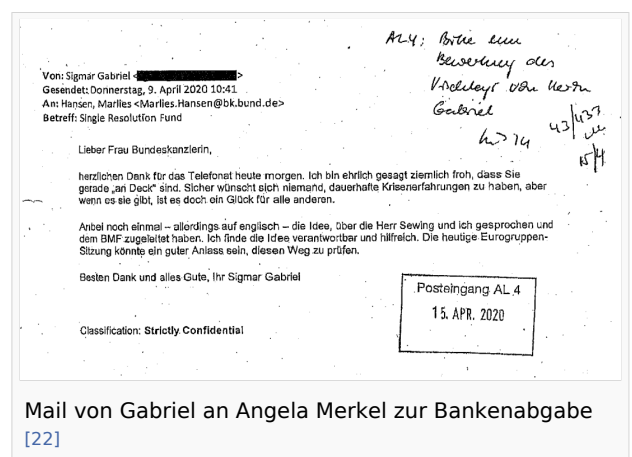 AL4; Bitte um
Bewertung des
Vorschlags von Herrn
Gabriel
14
43/433
15/4
Von: Sigmar Gabriel < >
Gesendet: Donnerstag, 9. April 2020 10:41
An: Hansen, Marlies <Marlies.Hansen@bk.bund.de>
Betreff: Single Resolution Fund
Lieber Frau Bundeskanzlerin,
herzlichen Dank für das Telefonat heute morgen. Ich bin ehrlich gesagt ziemlich froh, dass Sie
gerade „an Deck“ sind. Sicher wünscht sich niemand, dauerhafte Krisenerfahrungen zu haben, aber
wenn es sie gibt, ist es doch ein Glück für alle anderen.
Anbei noch einmal – allerdings auf englisch – die Idee, über die Herr Sewing und ich gesprochen und
dem BMF zugeleitet haben. Ich finde die Idee verantwortbar und hilfreich. Die heutige Eurogruppen-
Sitzung könnte ein guter Anlass sein, diesen Weg zu prüfen.
Besten Dank und alles Gute, Ihr Sigmar Gabriel
Posteingang AL 4
15. APR. 2020
Classification: Strictly Confidential
Mail von Gabriel an Angela Merkel zur Bankenabgabe
[22]